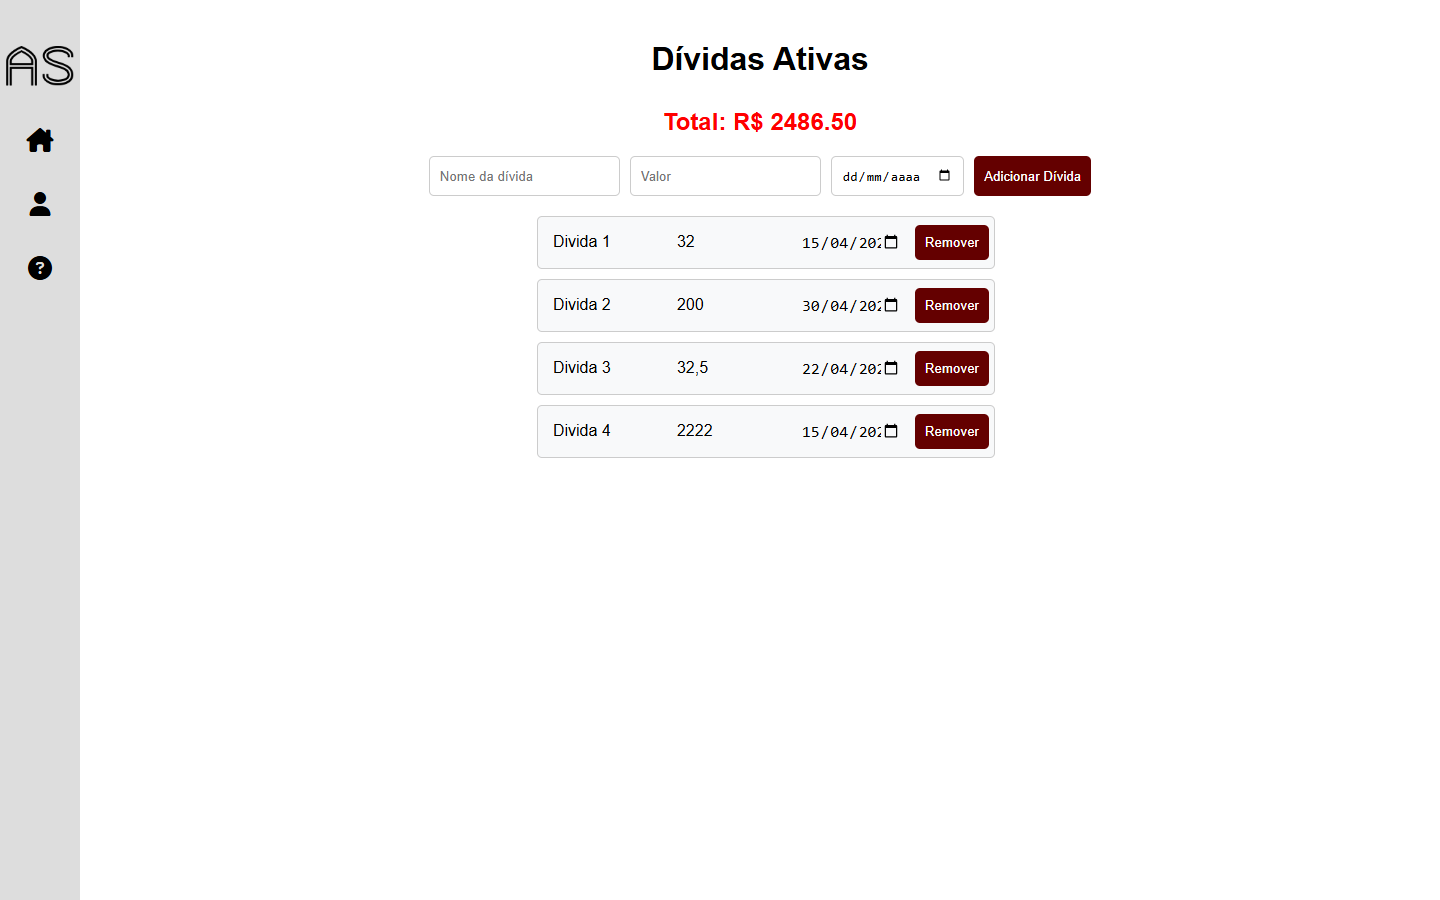 AS
Dívidas Ativas
Total: R$ 2486.50
Nome da dívida Valor dd/mm/aaaa Adicionar Dívida
Divida 1 32 15/04/202 Remover
Divida 2 200 30/04/202 Remover
Divida 3 32,5 22/04/202 Remover
Divida 4 2222 15/04/202 Remover
?